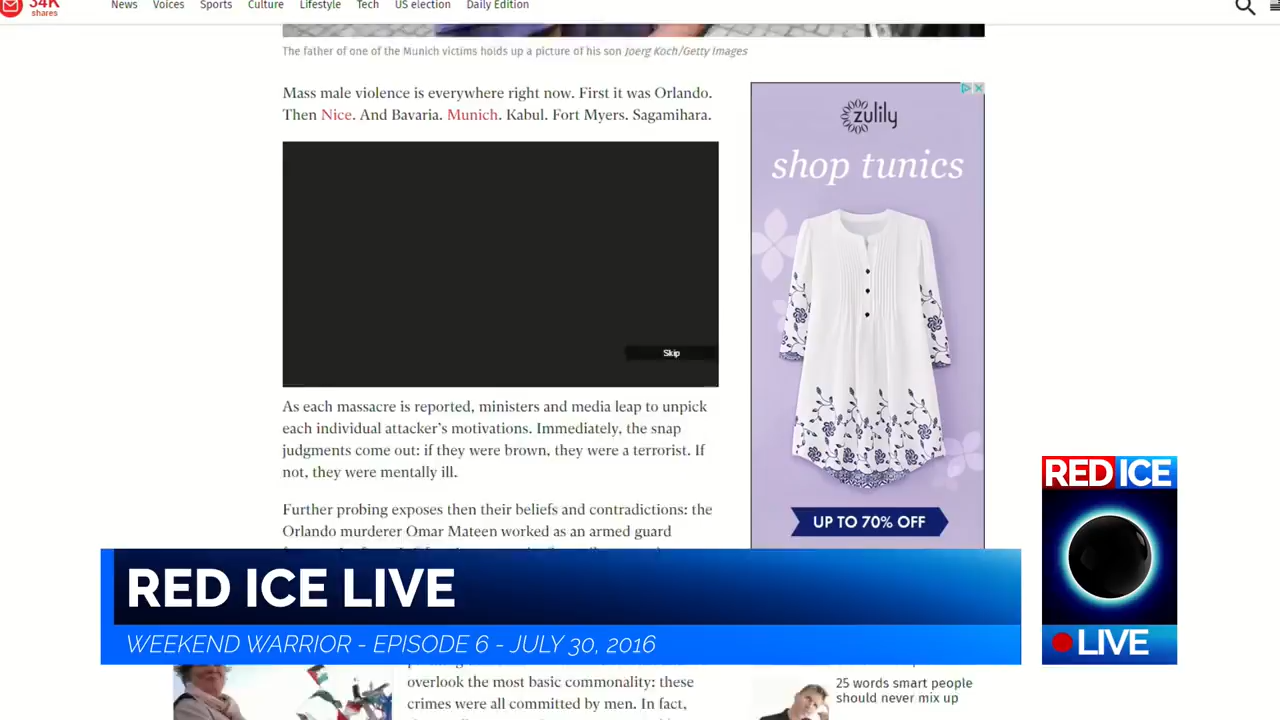 34K
shares
News Voices Sports Culture Lifestyle Tech US election Daily Edition
The father of one of the Munich victims holds up a picture of his son Joerg Koch/Getty Images
Mass male violence is everywhere right now. First it was Orlando.
Then Nice. And Bavaria. Munich. Kabul. Fort Myers. Sagamihara.
Skip
As each massacre is reported, ministers and media leap to unpick
each individual attacker's motivations. Immediately, the snap
judgments come out: if they were brown, they were a terrorist. If
not, they were mentally ill.
Further probing exposes then their beliefs and contradictions: the
Orlando murderer Omar Mateen worked as an armed guard
zulily
shop tunics
UP TO 70% OFF
RED ICE LIVE
WEEKEND WARRIOR - EPISODE 6 - JULY 30, 2016
RED ICE
LIVE
overlook the most basic commonality: these
crimes were all committed by men. In fact,
25 words smart people
should never mix up